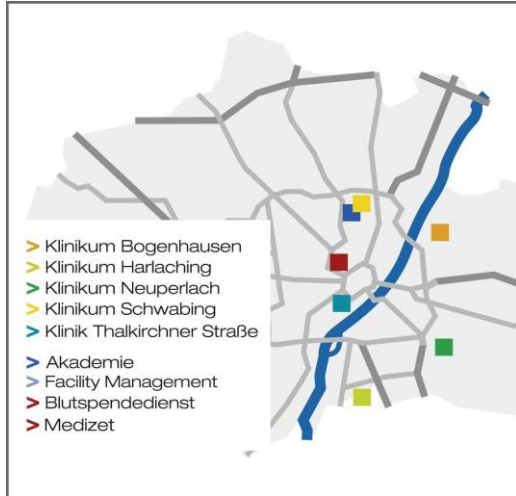 > Klinikum Bogenhausen
> Klinikum Harlaching
> Klinikum Neuperlach
> Klinikum Schwabing
> Klinik Thalkirchner Straße
> Akademie
> Facility Management
> Blutspendedienst
> Medizet